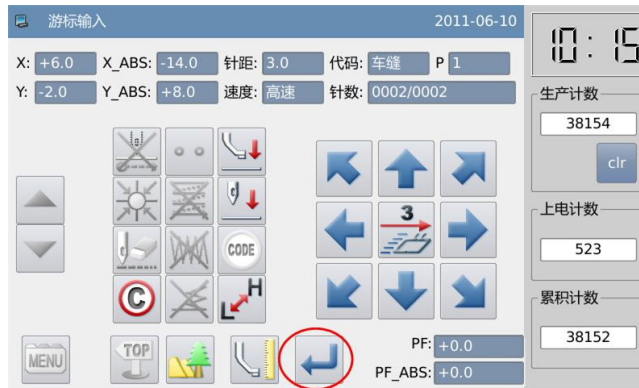 游标输入 2011-06-10
10:15
X: +6.0 X_ABS: -14.0 针距: 3.0 代码: 车缝 P 1
Y: -2.0 Y_ABS: +8.0 速度: 高速 针数: 0002/0002
生产计数
38154
clr
3
上电计数
523
CODE
C
L H
累积计数
38152
MENU TOP
PF: +0.0
PF_ABS: +0.0